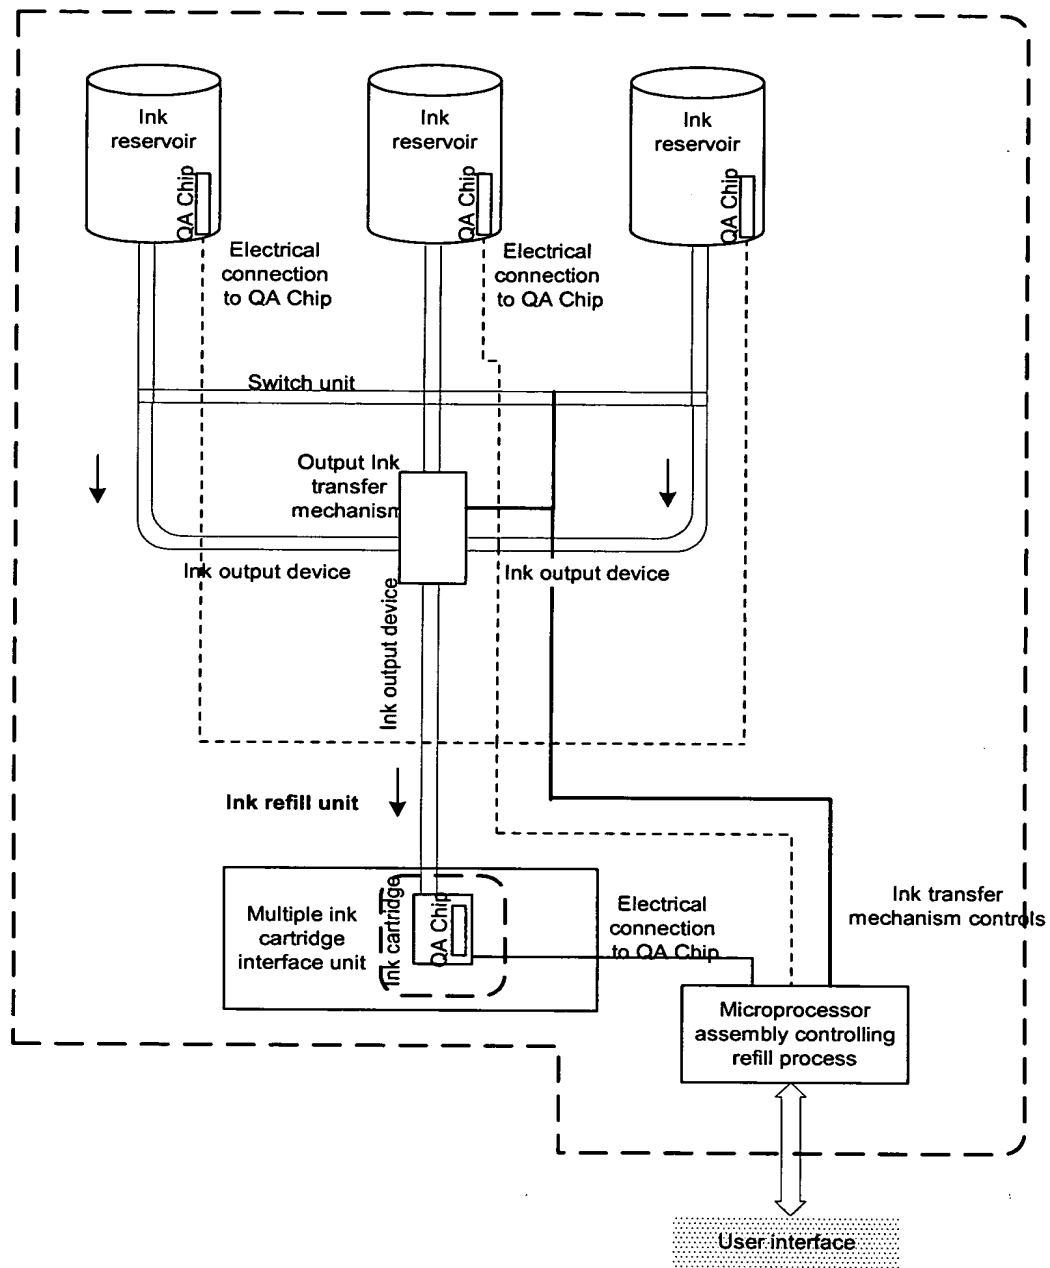 Ink
reservoir
QA Chip
Ink
reservoir
QA Chip
Ink
reservoir
QA Chip
Electrical
connection
to QA Chip
Electrical
connection
to QA Chip
Switch unit
Output Ink
transfer
mechanism
Ink output device
Ink output device
Ink output device
Ink refill unit
Multiple ink
cartridge
interface unit
Ink cartridge
QA Chip
Electrical
connection
to QA Chip
Ink transfer
mechanism controls
Microprocessor
assembly controlling
refill process
User interface